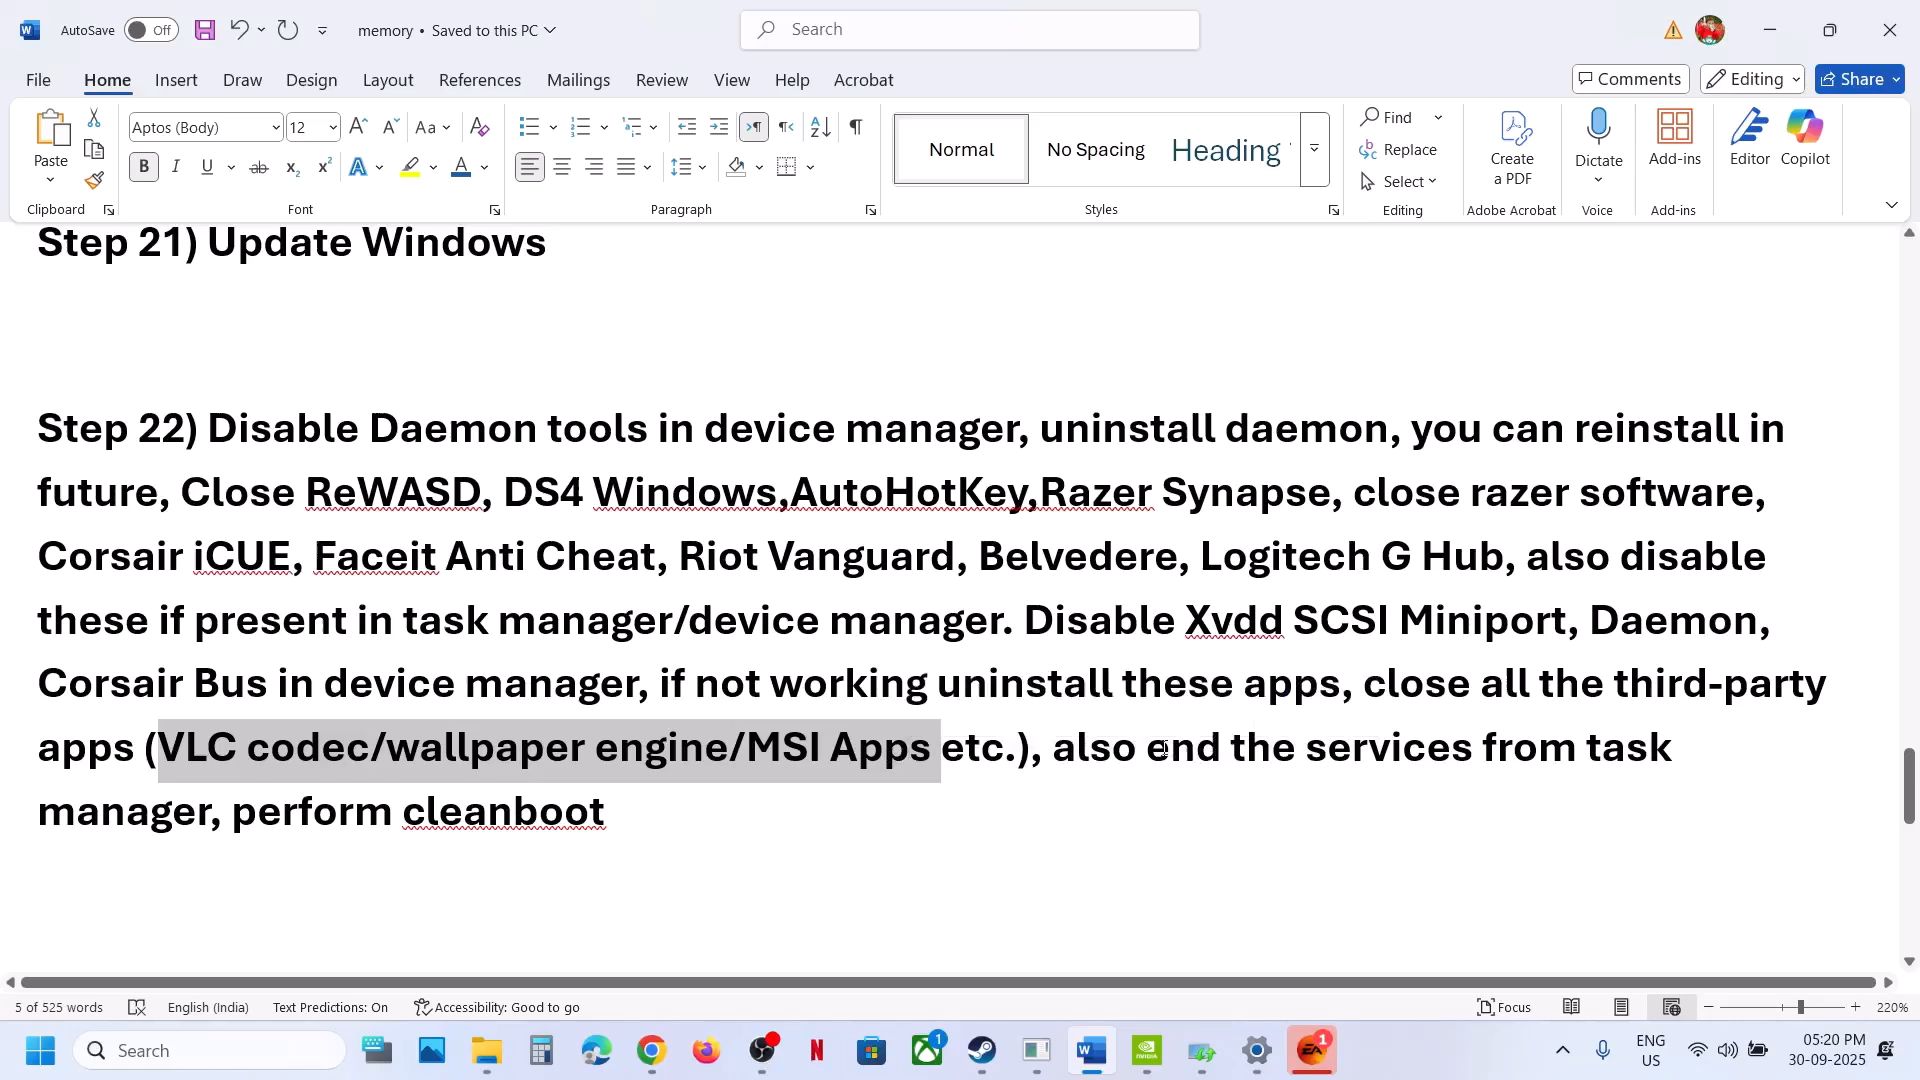 AutoSave Off memory • Saved to this PC Search
File Home Insert Draw Design Layout References Mailings Review View Help Acrobat Comments Editing Share
Paste Aptos (Body) 12 Aa Normal No Spacing Heading Find Replace Select Create a PDF Dictate Add-ins Editor Copilot
Clipboard Font Paragraph Styles Editing Adobe Acrobat Voice Add-ins
Step 21) Update Windows
Step 22) Disable Daemon tools in device manager, uninstall daemon, you can reinstall in
future, Close ReWASD, DS4 Windows,AutoHotKey,Razer Synapse, close razer software,
Corsair iCUE, Faceit Anti Cheat, Riot Vanguard, Belvedere, Logitech G Hub, also disable
these if present in task manager/device manager. Disable Xvdd SCSI Miniport, Daemon,
Corsair Bus in device manager, if not working uninstall these apps, close all the third-party
apps (VLC codec/wallpaper engine/MSI Apps etc.), also end the services from task
manager, perform cleanboot
5 of 525 words English (India) Text Predictions: On Accessibility: Good to go Focus 220%
Search 1 1 ENG US 05:20 PM 30-09-2025